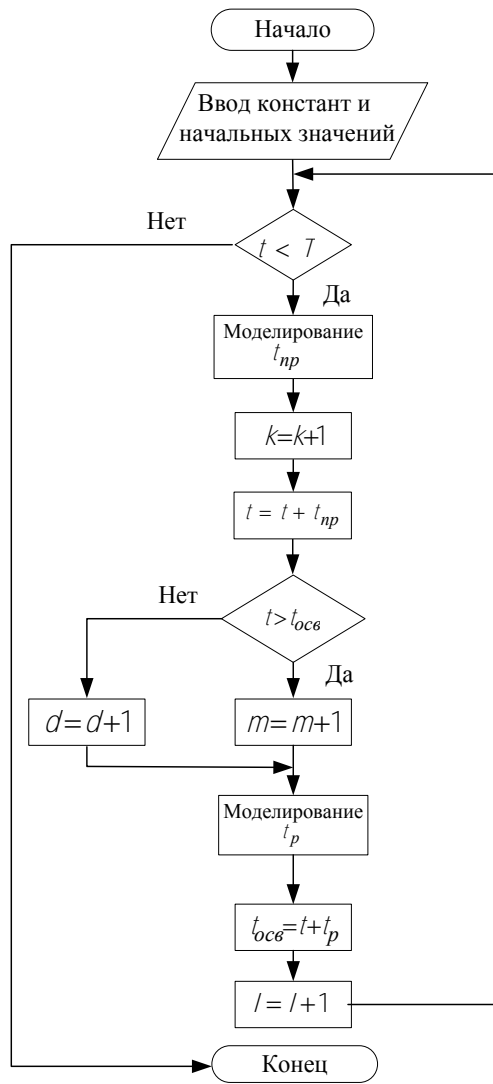 Начало
Ввод констант и
начальных значений
Нет
t < T
Да
Моделирование
tпр
k=k+1
t = t + tпр
Нет
t>tосв
Да
d=d+1
m=m+1
Моделирование
tр
tосв=t+tр
l=l+1
Конец